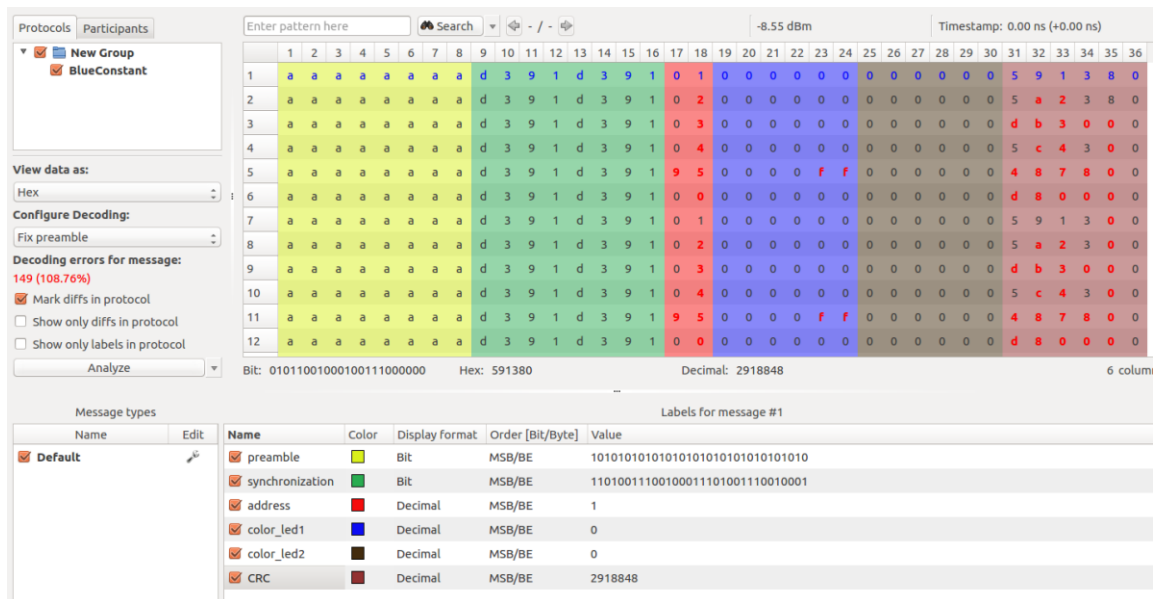 Protocols Participants
New Group
BlueConstant
View data as:
Hex
Configure Decoding:
Fix preamble
Decoding errors for message:
149 (108.76%)
Mark diffs in protocol
Show only diffs in protocol
Show only labels in protocol
Analyze
Enter pattern here Search - / - -8.55 dBm Timestamp: 0.00 ns (+0.00 ns)
1 2 3 4 5 6 7 8 9 10 11 12 13 14 15 16 17 18 19 20 21 22 23 24 25 26 27 28 29 30 31 32 33 34 35 36
1 a a a a a a a a d 3 9 1 d 3 9 1 0 1 0 0 0 0 0 0 0 0 0 0 0 0 5 9 1 3 8 0
2 a a a a a a a a d 3 9 1 d 3 9 1 0 2 0 0 0 0 0 0 0 0 0 0 0 0 5 a 2 3 8 0
3 a a a a a a a a d 3 9 1 d 3 9 1 0 3 0 0 0 0 0 0 0 0 0 0 0 0 d b 3 0 0 0
4 a a a a a a a a d 3 9 1 d 3 9 1 0 4 0 0 0 0 0 0 0 0 0 0 0 0 5 c 4 3 0 0
5 a a a a a a a a d 3 9 1 d 3 9 1 9 5 0 0 0 0 f f 0 0 0 0 0 0 4 8 7 8 0 0
6 a a a a a a a a d 3 9 1 d 3 9 1 0 0 0 0 0 0 0 0 0 0 0 0 0 0 d 8 0 0 0 0
7 a a a a a a a a d 3 9 1 d 3 9 1 0 1 0 0 0 0 0 0 0 0 0 0 0 0 5 9 1 3 0 0
8 a a a a a a a a d 3 9 1 d 3 9 1 0 2 0 0 0 0 0 0 0 0 0 0 0 0 5 a 2 3 0 0
9 a a a a a a a a d 3 9 1 d 3 9 1 0 3 0 0 0 0 0 0 0 0 0 0 0 0 d b 3 0 0 0
10 a a a a a a a a d 3 9 1 d 3 9 1 0 4 0 0 0 0 0 0 0 0 0 0 0 0 5 c 4 3 0 0
11 a a a a a a a a d 3 9 1 d 3 9 1 9 5 0 0 0 0 f f 0 0 0 0 0 0 4 8 7 8 0 0
12 a a a a a a a a d 3 9 1 d 3 9 1 0 0 0 0 0 0 0 0 0 0 0 0 0 0 d 8 0 0 0 0
Bit: 010110010001001110000000 Hex: 591380 Decimal: 2918848 6
Message types
Name Edit
Default
Labels for message #1
Name Color Display format Order [Bit/Byte] Value
preamble Bit MSB/BE 10101010101010101010101010101010
synchronization Bit MSB/BE 11010011100100011101001110010001
address Decimal MSB/BE 1
color_led1 Decimal MSB/BE 0
color_led2 Decimal MSB/BE 0
CRC Decimal MSB/BE 2918848